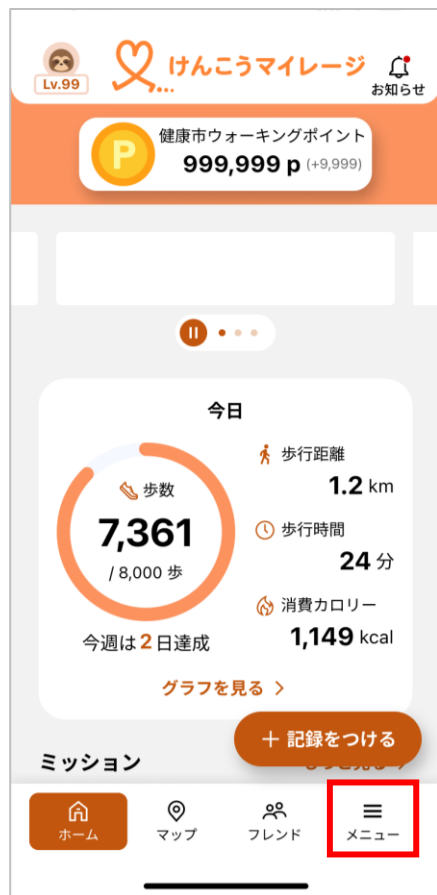 Lv.99
けんこうマイレージ
お知らせ
健康市ウォーキングポイント
999,999 p (+9,999)
今日
歩数
7,361
/ 8,000 歩
今週は2日達成
歩行距離
1.2 km
歩行時間
24 分
消費カロリー
1,149 kcal
グラフを見る
ミッション
+ 記録をつける
ホーム
マップ
フレンド
メニュー